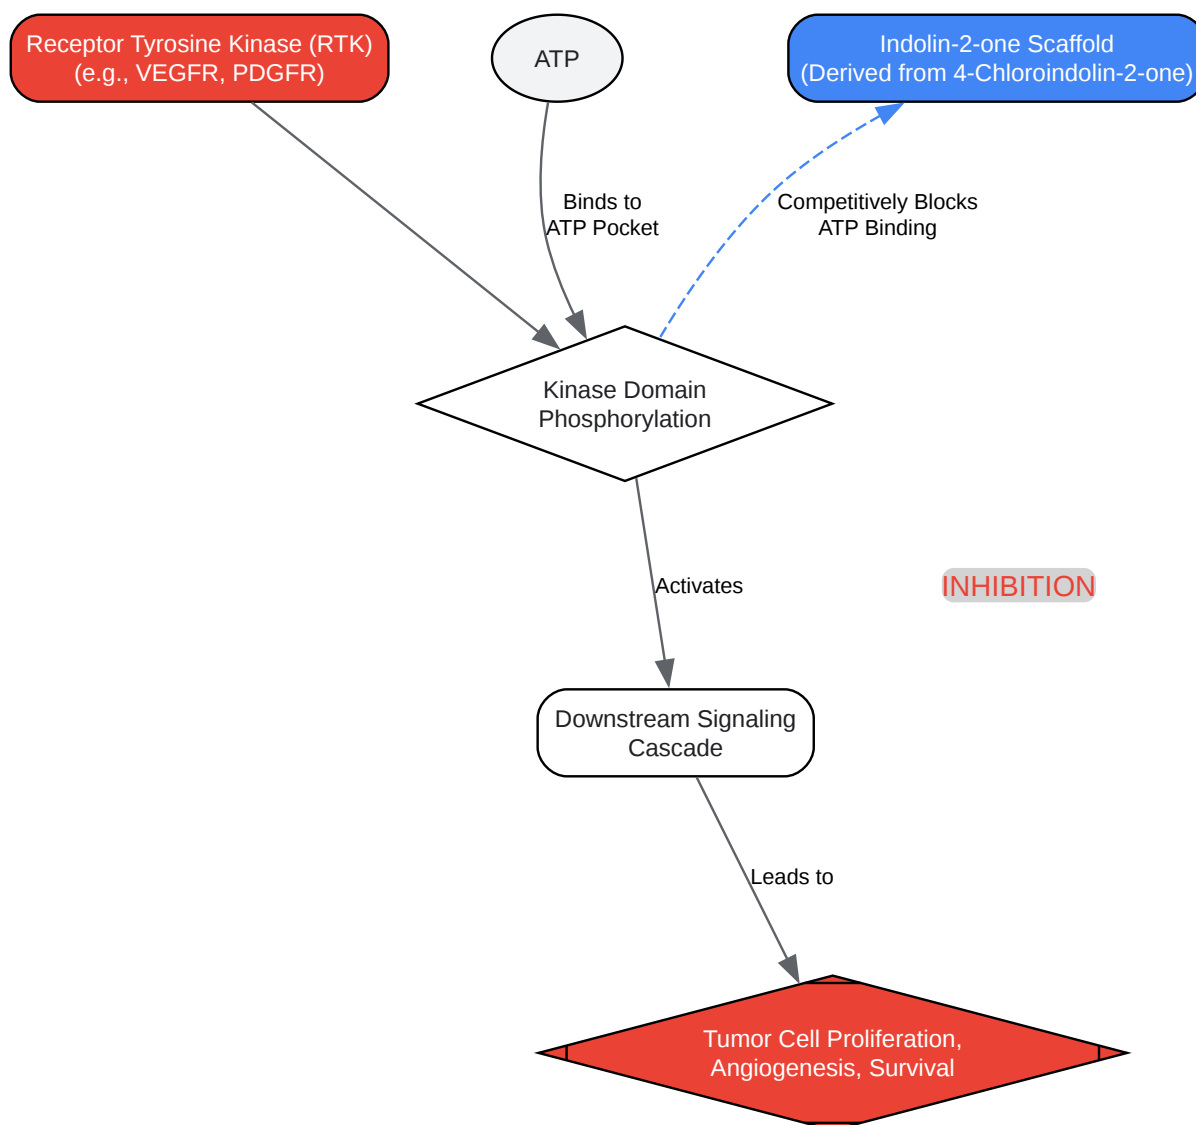 Receptor Tyrosine Kinase (RTK)
(e.g., VEGFR, PDGFR)
ATP
Indolin-2-one Scaffold
(Derived from 4-Chloroindolin-2-one)
Binds to
ATP Pocket
Competitively Blocks
ATP Binding
Kinase Domain
Phosphorylation
Activates
INHIBITION
Downstream Signaling
Cascade
Leads to
Tumor Cell Proliferation,
Angiogenesis, Survival